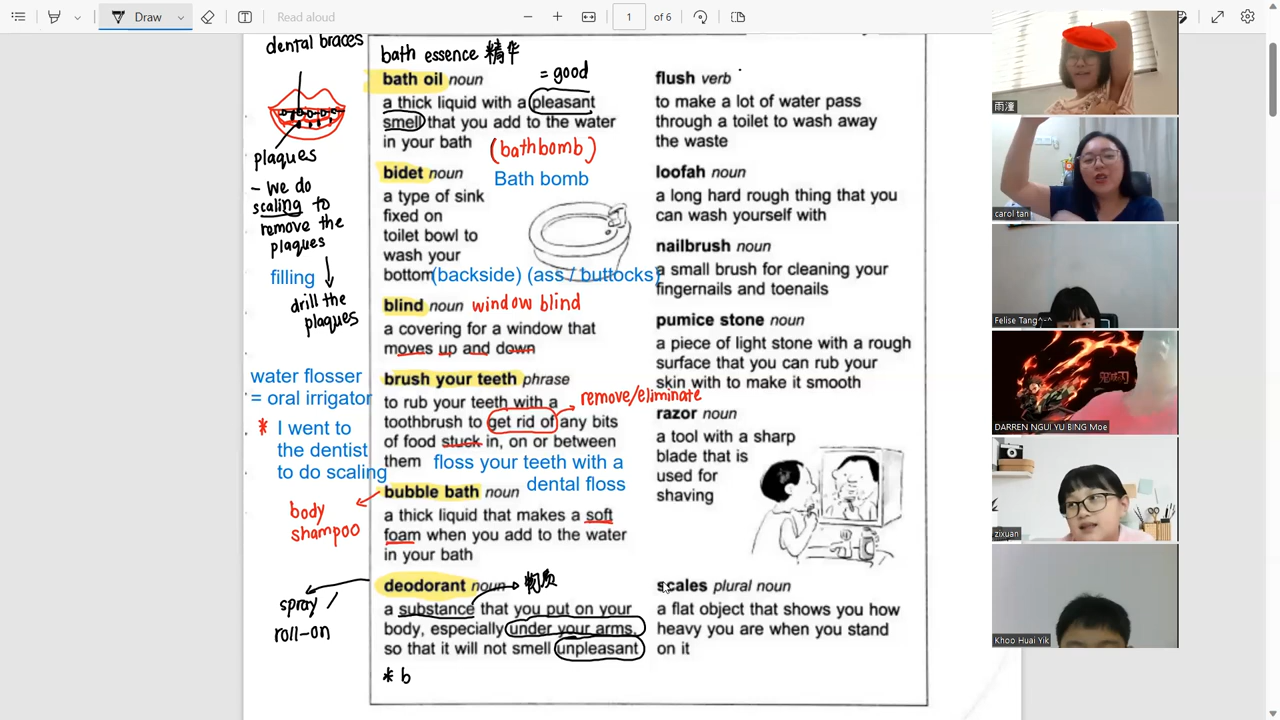 Draw
Read aloud
1 of 6
dental braces
plaques
- We do
scaling to
remove the
plaques
filling
drill the
plaques
water flosser
= oral irrigator
* I went to
the dentist
to do scaling
body
shampoo
spray /
roll-on
bath essence 精华
bath oil noun
= good
a thick liquid with a pleasant
smell that you add to the water
in your bath
(bathbomb)
Bath bomb
bidet noun
a type of sink
fixed on
toilet bowl to
wash your
bottom (backside) (ass / buttocks)
blind noun window blind
a covering for a window that
moves up and down
brush your teeth phrase
to rub your teeth with a
remove/eliminate
toothbrush to get rid of any bits
of food stuck in, on or between
them floss your teeth with a
dental floss
bubble bath noun
a thick liquid that makes a soft
foam when you add to the water
in your bath
deodorant noun 物质
a substance that you put on your
body, especially under your arms,
so that it will not smell unpleasant
* b
flush verb
to make a lot of water pass
through a toilet to wash away
the waste
loofah noun
a long hard rough thing that you
can wash yourself with
nailbrush noun
a small brush for cleaning your
fingernails and toenails
pumice stone noun
a piece of light stone with a rough
surface that you can rub your
skin with to make it smooth
razor noun
a tool with a sharp
blade that is
used for
shaving
scales plural noun
a flat object that shows you how
heavy you are when you stand
on it
雨潼
carol tan
Felise Tang^-^
鬼滅刃
DARREN NGUI YU BING Moe
zixuan
Khoo Huai Yik